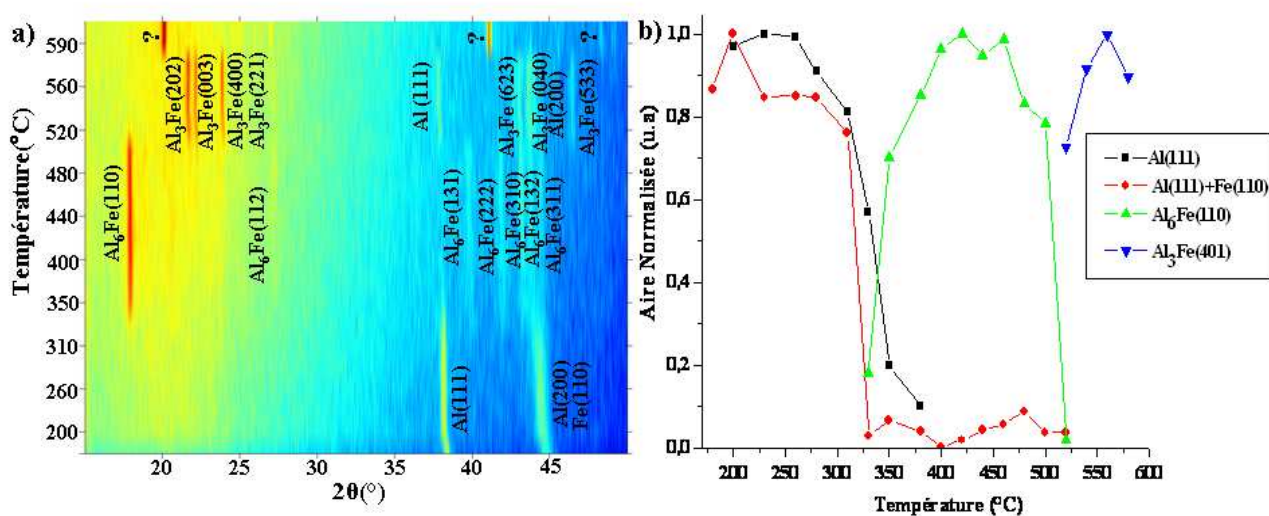 a)
Température(°C)
590
560
520
480
440
400
350
310
260
200
20
25
30
35
40
45
2θ(°)
?
?
?
Al₃Fe(202)
Al₃Fe(003)
Al₃Fe(400)
Al₃Fe(221)
Al(111)
Al₃Fe (623)
Al₃Fe (040)
Al(200)
Al₃Fe(533)
Al₆Fe(110)
Al₆Fe(112)
Al₆Fe(131)
Al₆Fe(222)
Al₆Fe(310)
Al₆Fe(132)
Al₆Fe(311)
Al(111)
Al(200)
Fe(110)
b)
Aire Normalisée (u.a)
1,0
0,8
0,6
0,4
0,2
0,0
200
250
300
350
400
450
500
550
600
Température (°C)
Al(111)
Al(111)+Fe(110)
Al₆Fe(110)
Al₃Fe(401)